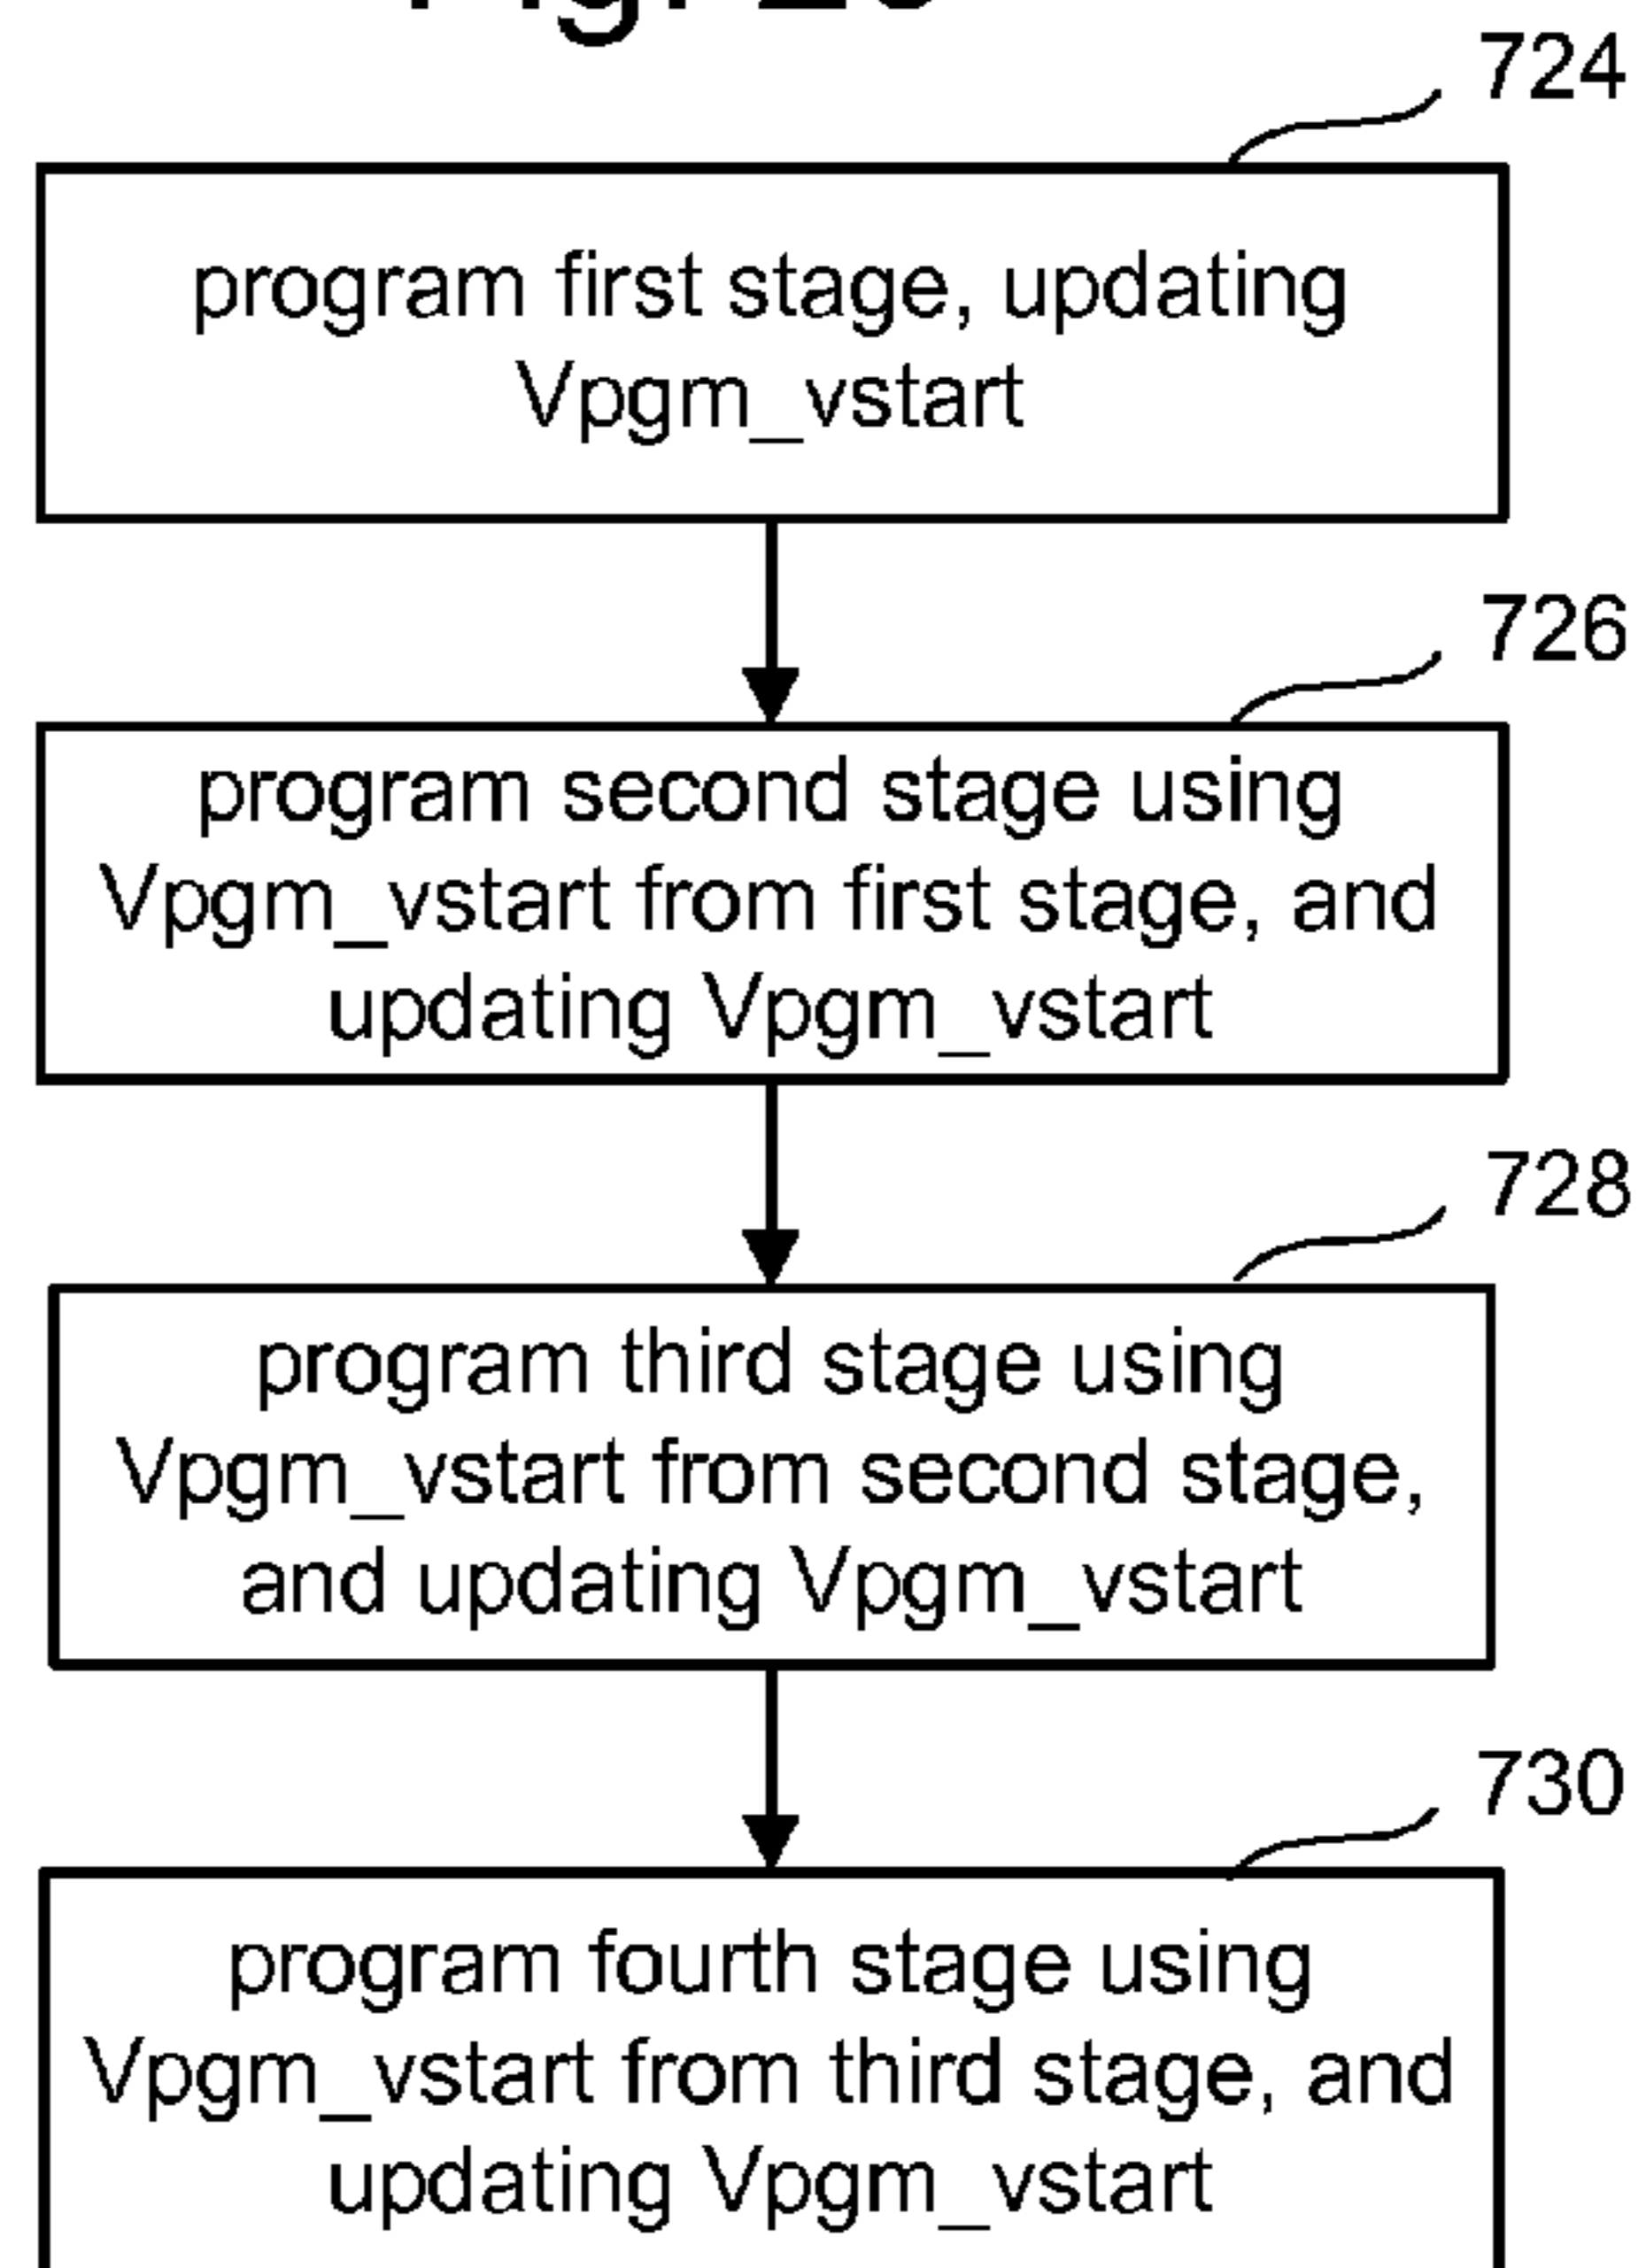 724
program first stage, updating
Vpgm_vstart
726
program second stage using
Vpgm_vstart from first stage, and
updating Vpgm_vstart
728
program third stage using
Vpgm_vstart from second stage,
and updating Vpgm_vstart
730
program fourth stage using
Vpgm_vstart from third stage, and
updating Vpgm_vstart